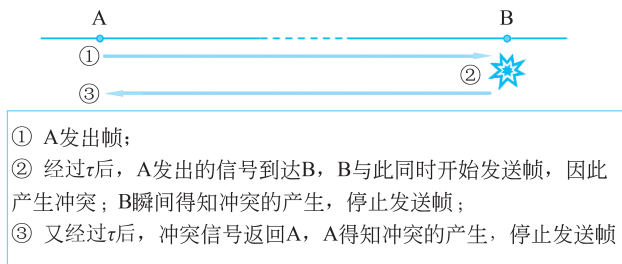 A B
①
②
③
① A发出帧；
② 经过τ后，A发出的信号到达B，B与此同时开始发送帧，因此
产生冲突；B瞬间得知冲突的产生，停止发送帧；
③ 又经过τ后，冲突信号返回A，A得知冲突的产生，停止发送帧